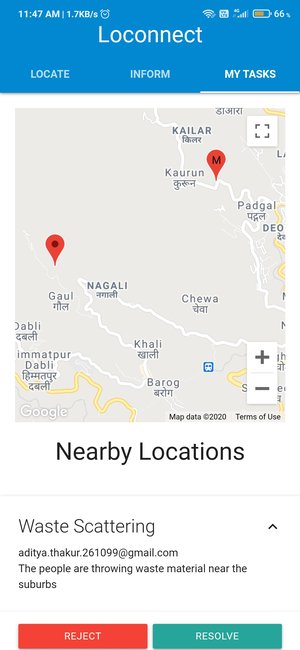 11:47 AM | 1.7KB/s
66
Loconnect
LOCATE INFORM MY TASKS
डाओरी
KAILAR
किलर
M
Kaurun
कुरून
Padgal
पद्गल
DEO
NAGALI
नगाली
Gaul
गौल
Chewa
चेवा
Dabli
दबली
Khali
खाली
immatpur
Dabli
हिम्मतपुर
दबली
Barog
बरोग
Google
Map data ©2020 Terms of Use
Nearby Locations
Waste Scattering
aditya.thakur.261099@gmail.com
The people are throwing waste material near the
suburbs
REJECT RESOLVE